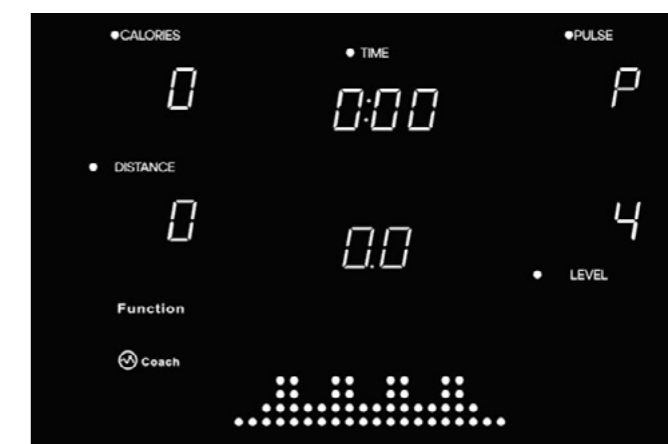 CALORIES
TIME
PULSE
0
0:00
P
DISTANCE
0
0.0
4
LEVEL
Function
Coach